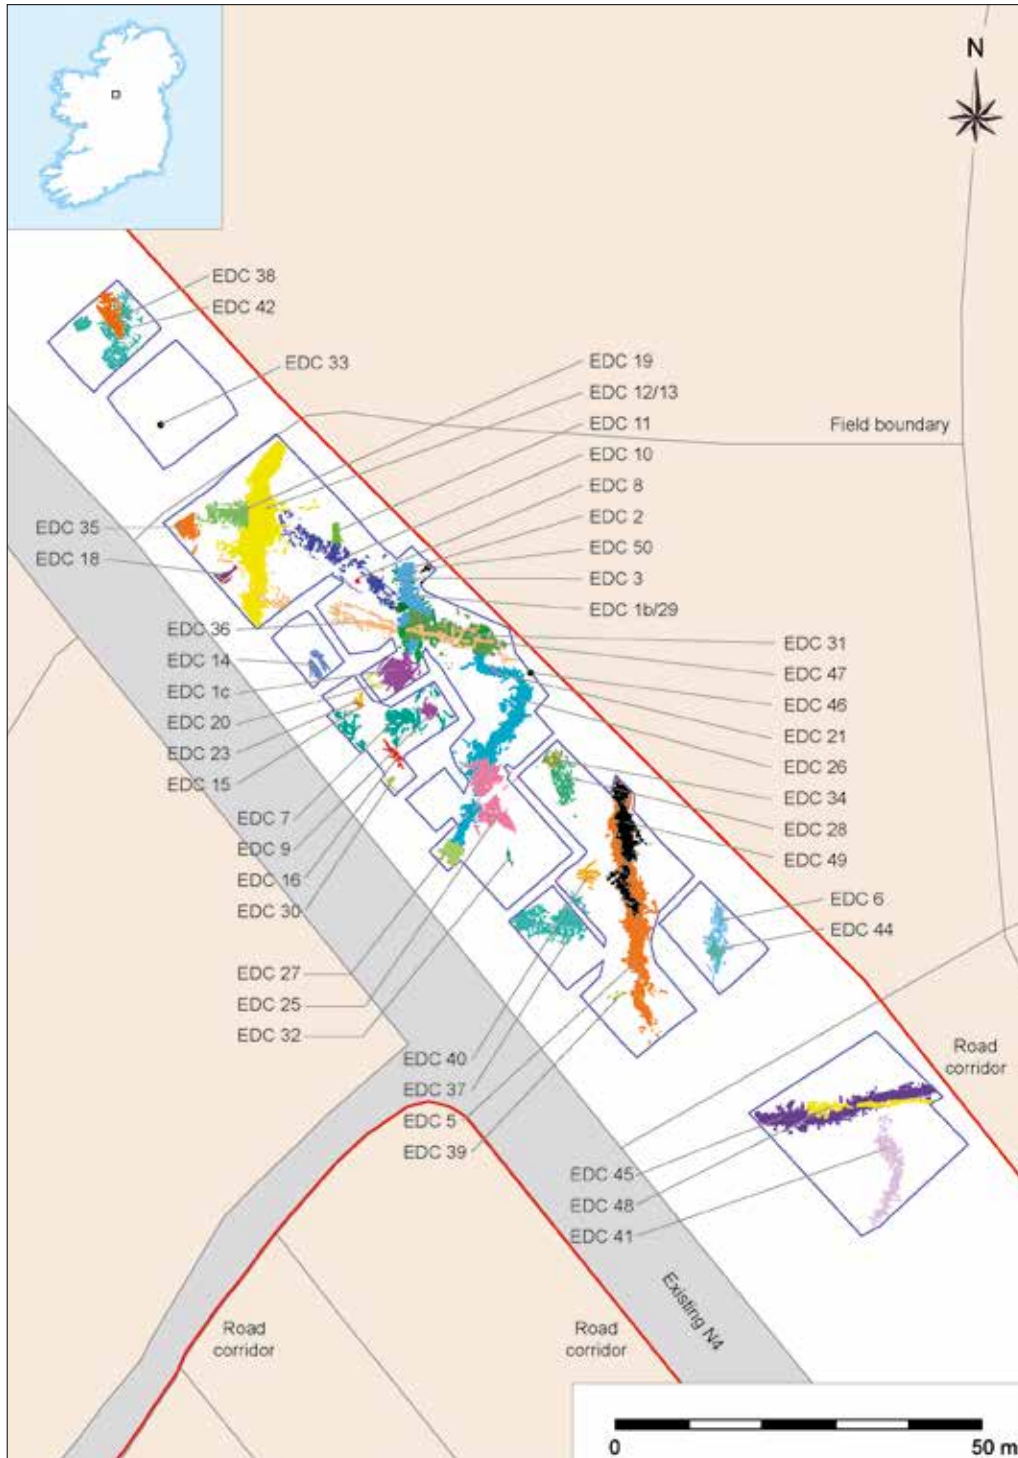 N
EDC 38
EDC 42
EDC 33
EDC 19
EDC 12/13
EDC 11
EDC 10
EDC 8
EDC 2
EDC 50
EDC 3
EDC 1b/29
Field boundary
EDC 35
EDC 18
EDC 36
EDC 14
EDC 1c
EDC 20
EDC 23
EDC 15
EDC 7
EDC 9
EDC 16
EDC 30
EDC 31
EDC 47
EDC 46
EDC 21
EDC 26
EDC 34
EDC 28
EDC 49
EDC 6
EDC 44
EDC 27
EDC 25
EDC 32
EDC 40
EDC 37
EDC 5
EDC 39
Road
corridor
EDC 45
EDC 48
EDC 41
Existing N4
Road
corridor
Road
corridor
0 50 m